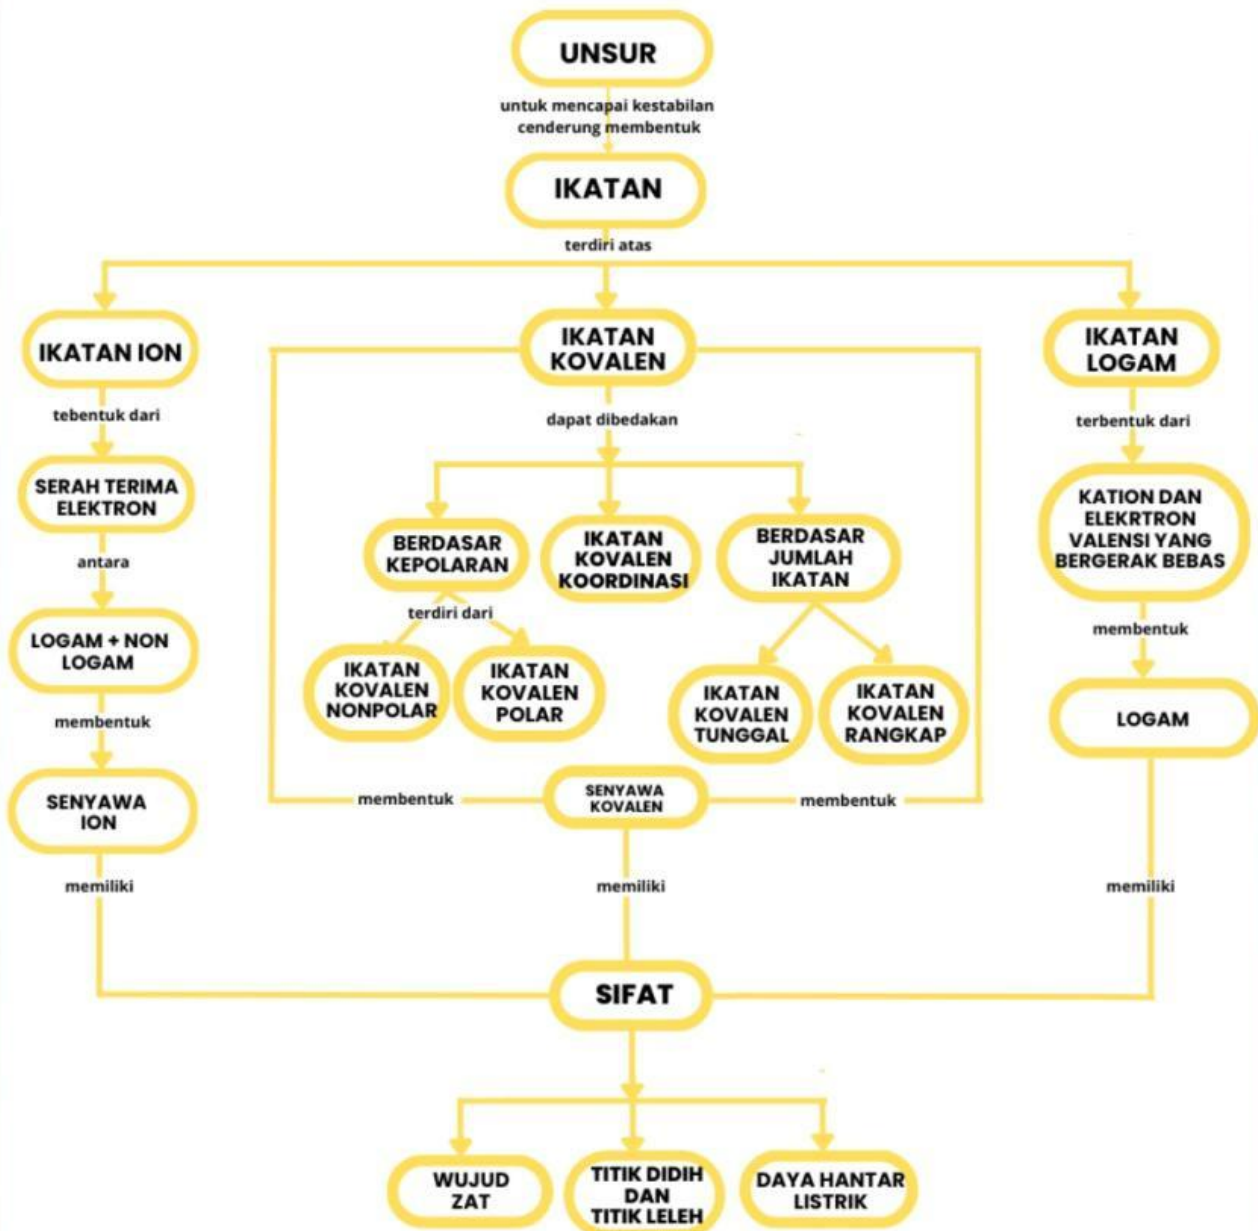 UNSUR
untuk mencapai kestabilan
cenderung membentuk
IKATAN
terdiri atas
IKATAN ION
tebentuk dari
SERAH TERIMA
ELEKTRON
antara
LOGAM + NON
LOGAM
membentuk
SENYAWA
ION
memiliki
IKATAN
KOVALEN
dapat dibedakan
BERDASAR
KEPOLARAN
terdiri dari
IKATAN
KOVALEN
NONPOLAR
IKATAN
KOVALEN
POLAR
IKATAN
KOVALEN
KOORDINASI
BERDASAR
JUMLAH
IKATAN
IKATAN
KOVALEN
TUNGGAL
IKATAN
KOVALEN
RANGKAP
membentuk
SENYAWA
KOVALEN
membentuk
memiliki
IKATAN
LOGAM
terbentuk dari
KATION DAN
ELEKRTRON
VALENSI YANG
BERGERAK BEBAS
membentuk
LOGAM
memiliki
SIFAT
WUJUD
ZAT
TITIK DIDIH
DAN
TITIK LELEH
DAYA HANTAR
LISTRIK